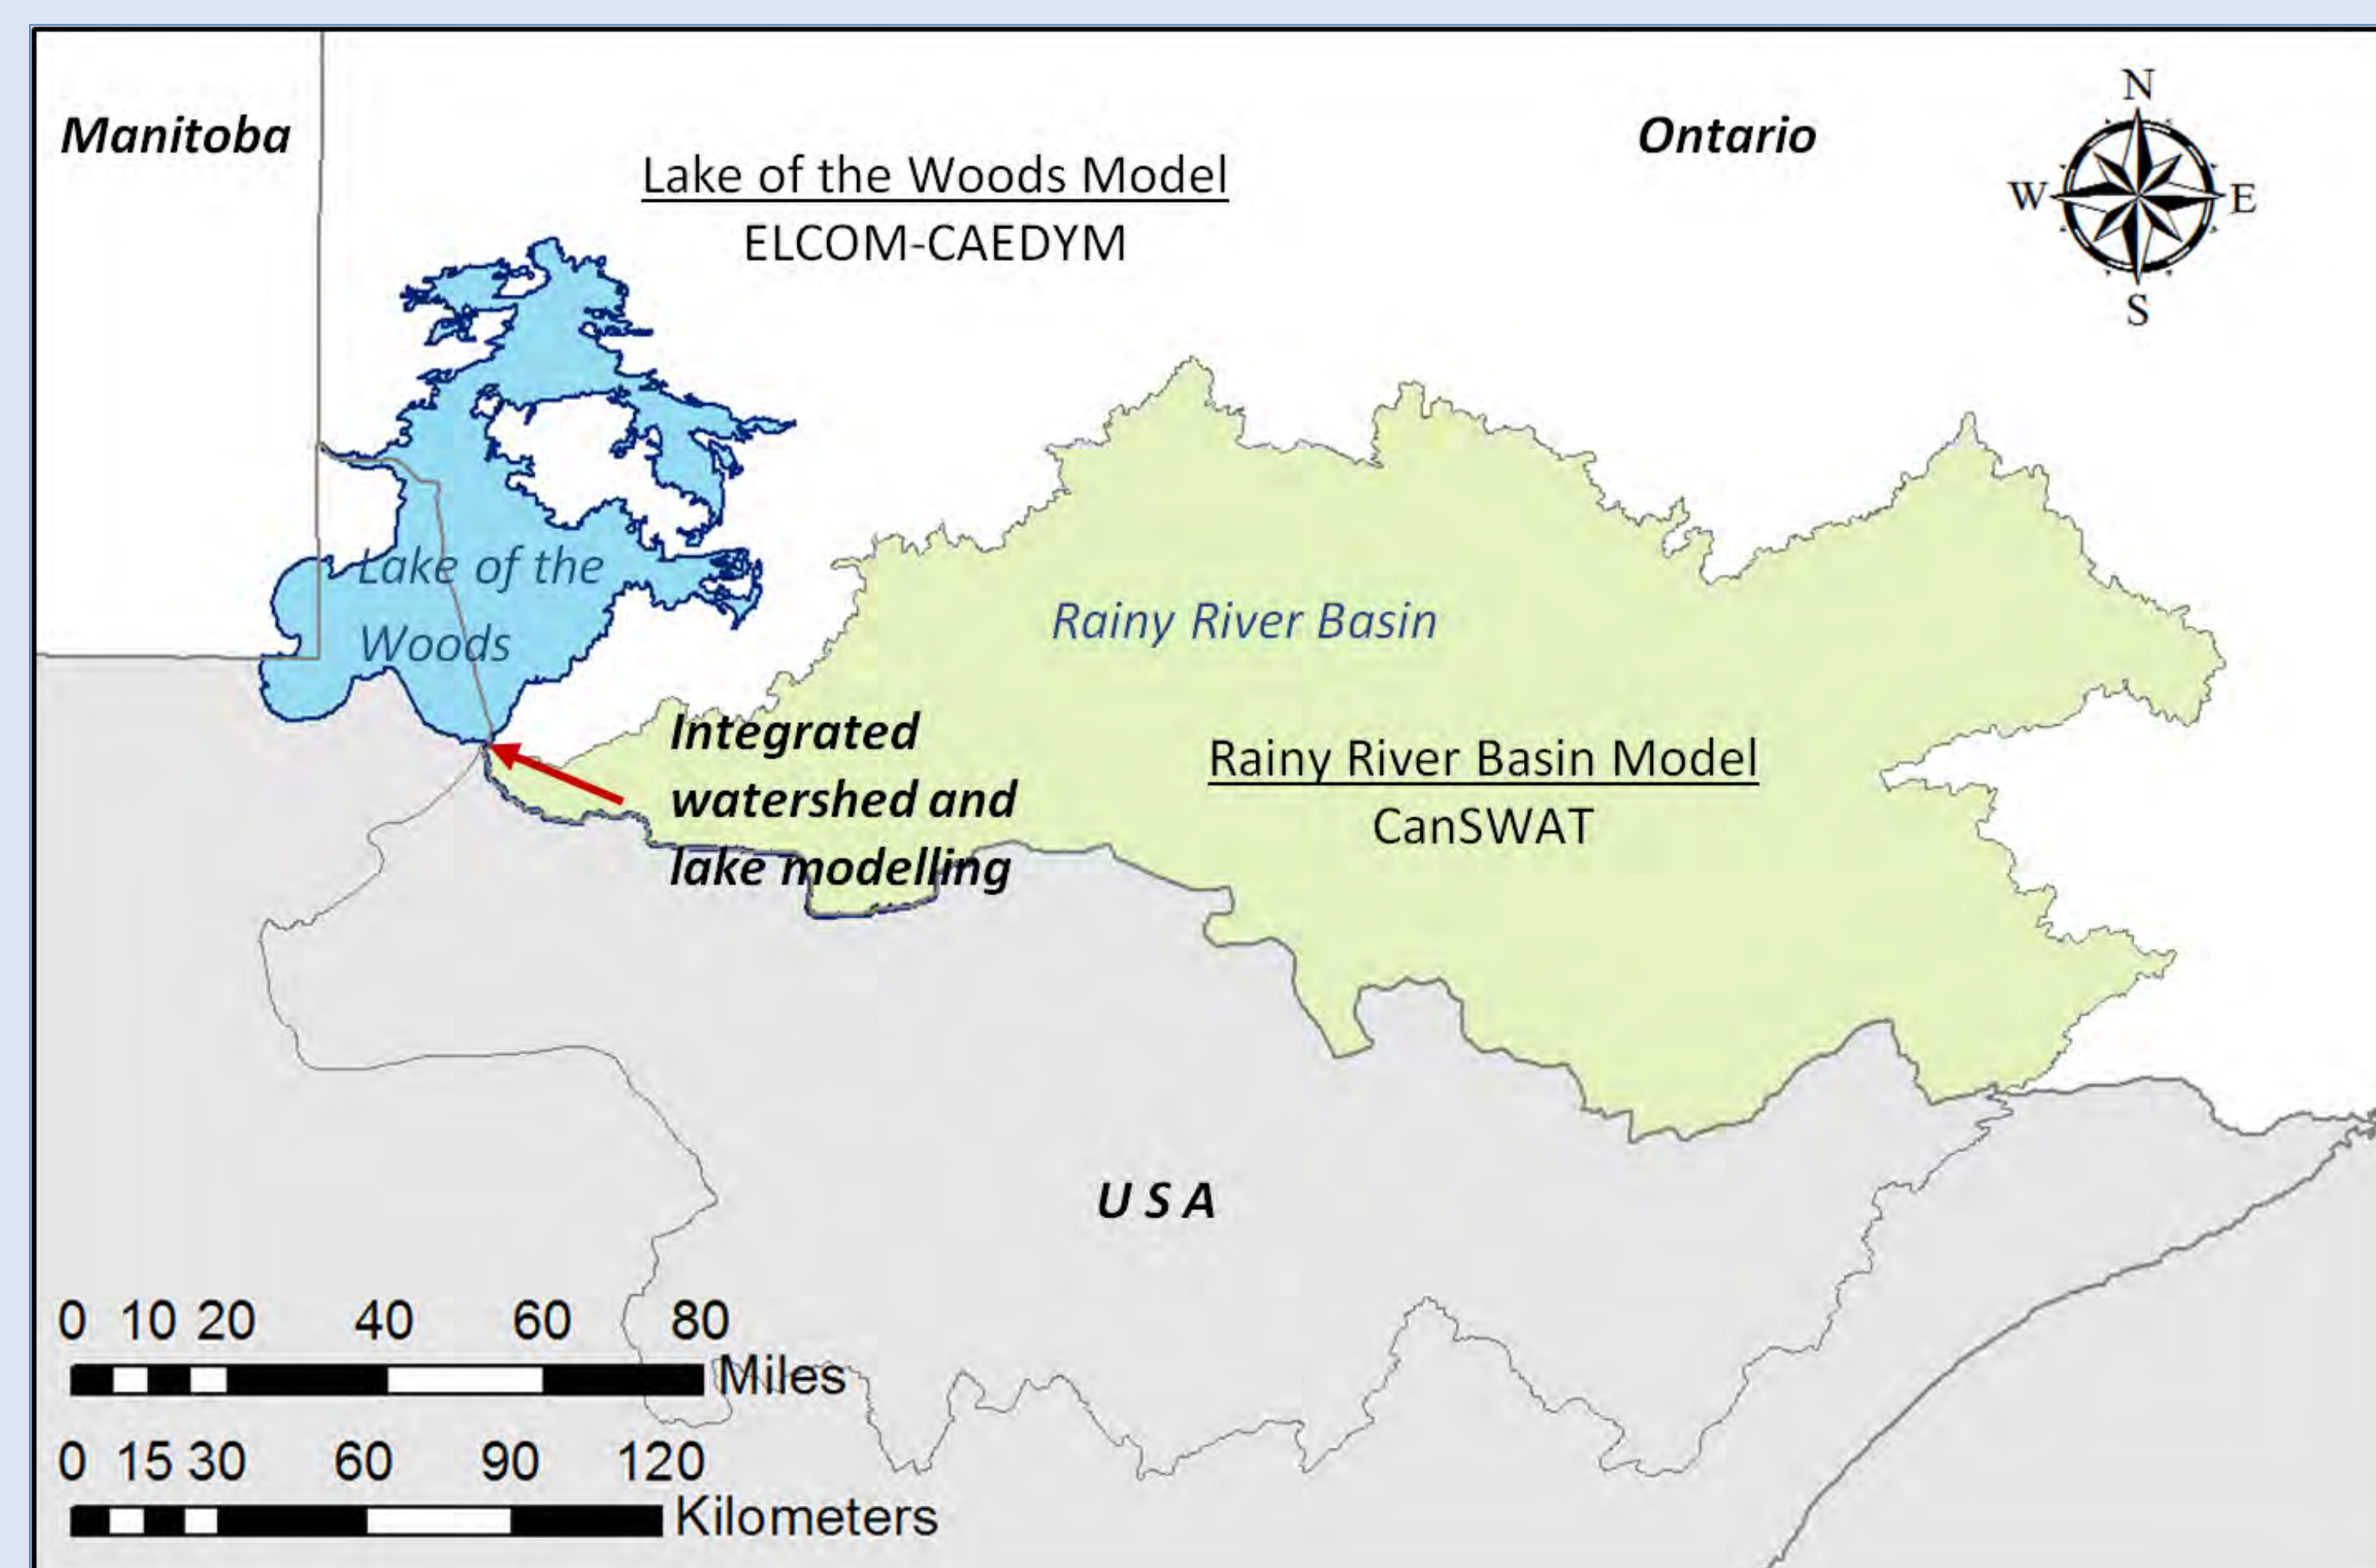 Manitoba
Ontario
N
W
E
S
Lake of the Woods Model
ELCOM-CAEDYM
Lake of the
Woods
Rainy River Basin
Integrated
watershed and
lake modelling
Rainy River Basin Model
CanSWAT
U S A
0 10 20 40 60 80
Miles
0 15 30 60 90 120
Kilometers